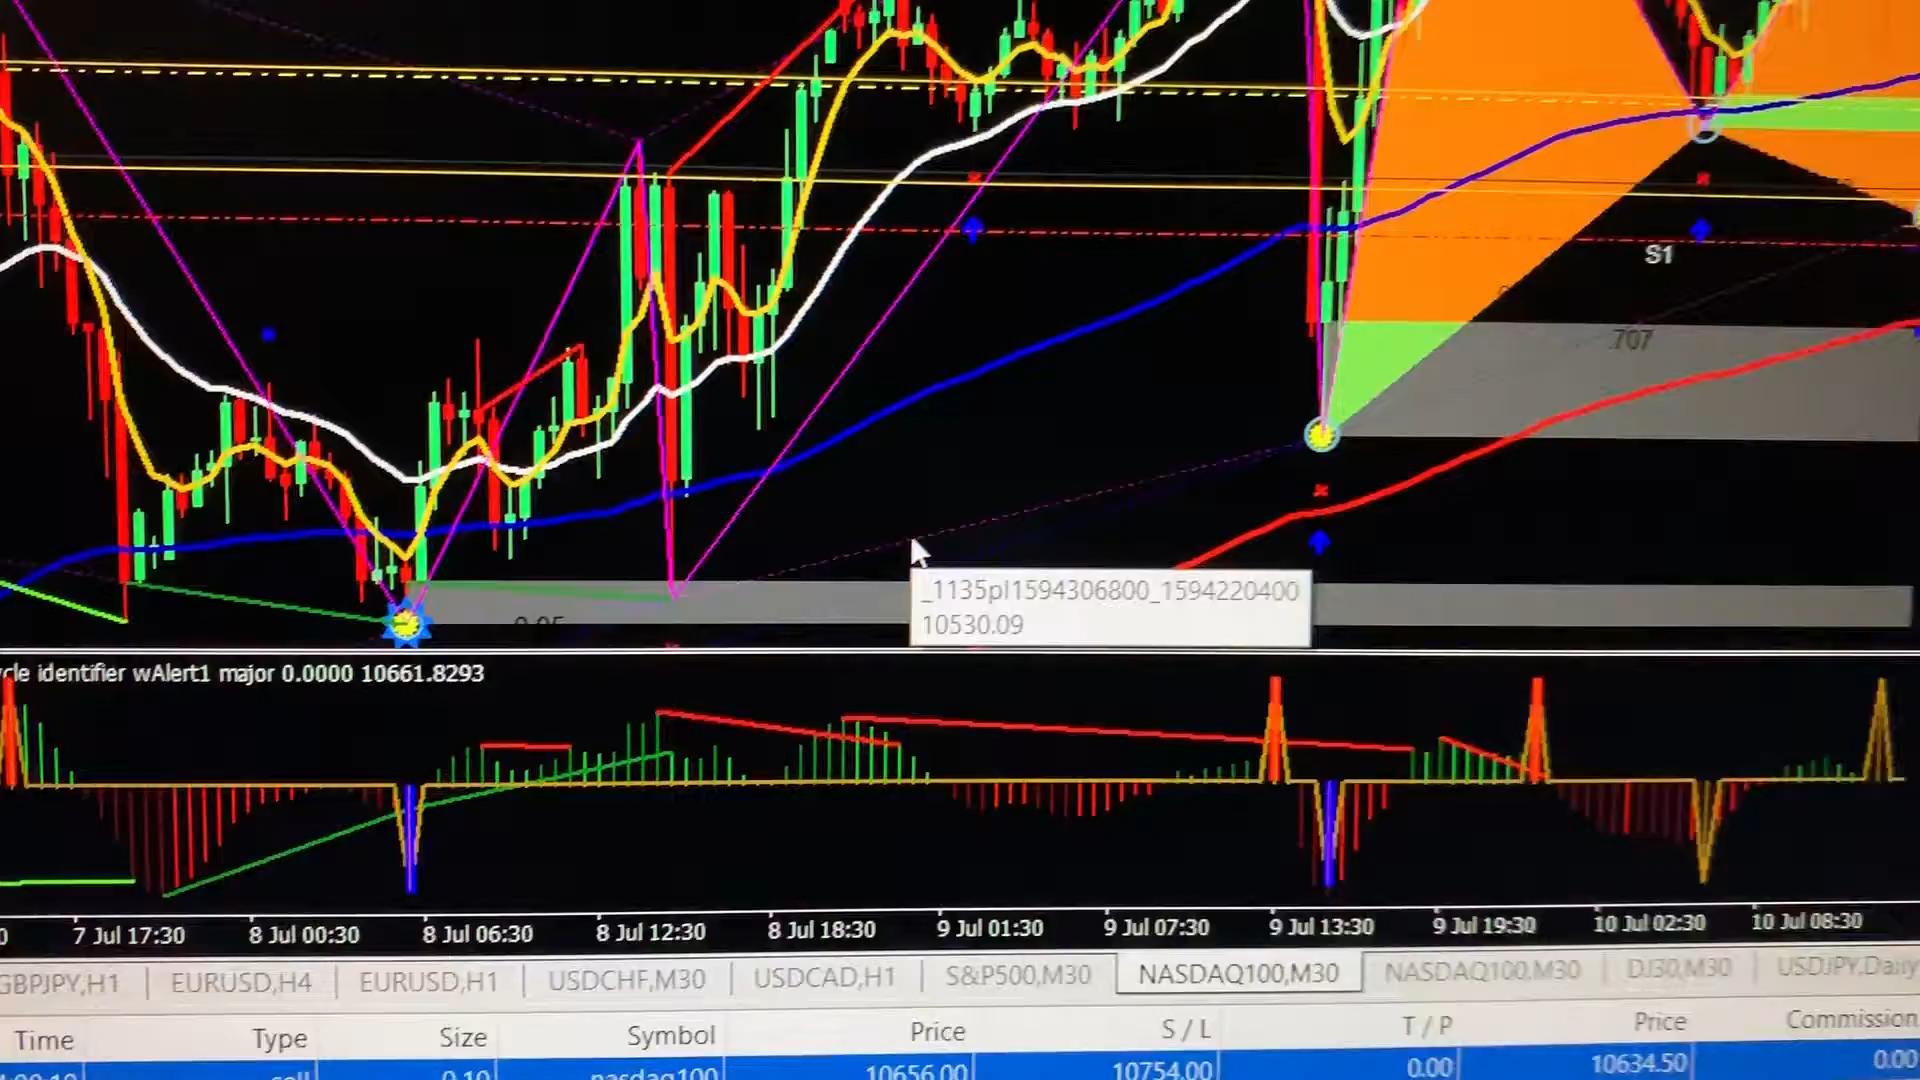 S1
.707
_1135pl1594306800_1594220400
10530.09
cle identifier wAlert1 major 0.0000 10661.8293
7 Jul 17:30 8 Jul 00:30 8 Jul 06:30 8 Jul 12:30 8 Jul 18:30 9 Jul 01:30 9 Jul 07:30 9 Jul 13:30 9 Jul 19:30 10 Jul 02:30 10 Jul 08:30
GBPJPY,H1 EURUSD,H4 EURUSD,H1 USDCHF,M30 USDCAD,H1 S&P500,M30 NASDAQ100,M30 NASDAQ100,M30 DJ30,M30 USDJPY,Daily
Time Type Size Symbol Price S / L T / P Price Commission
sell 0.10 nasdaq100 10656.00 10754.00 0.00 10634.50 0.00